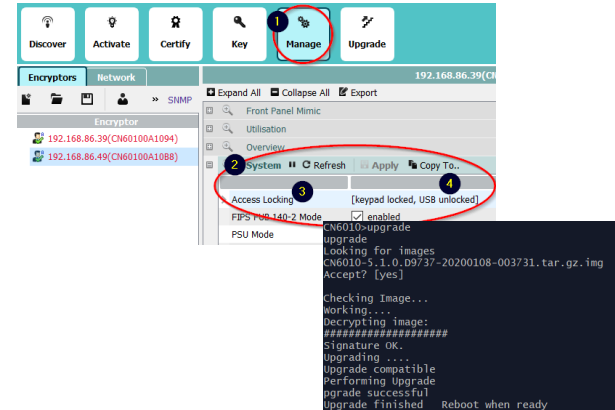 1
Discover Activate Certify Key Manage Upgrade
Encryptors Network
192.168.86.39(CN
» SNMP
Expand All Collapse All Export
Encryptor
Front Panel Mimic
192.168.86.39(CN60100A1094)
Utilisation
192.168.86.49(CN60100A10B8)
Overview
2 System Refresh Apply Copy To..
3 4
Access Locking [keypad locked, USB unlocked]
FIPS PUB 140-2 Mode enabled
PSU Mode
CN6010>upgrade
upgrade
Looking for images
CN6010-5.1.0.D9737-20200108-003731.tar.gz.img
Accept? [yes]
Checking Image...
Working....
Decrypting image:
####################
Signature OK.
Upgrading ....
Upgrade compatible
Performing Upgrade
pgrade successful
Upgrade finished Reboot when ready